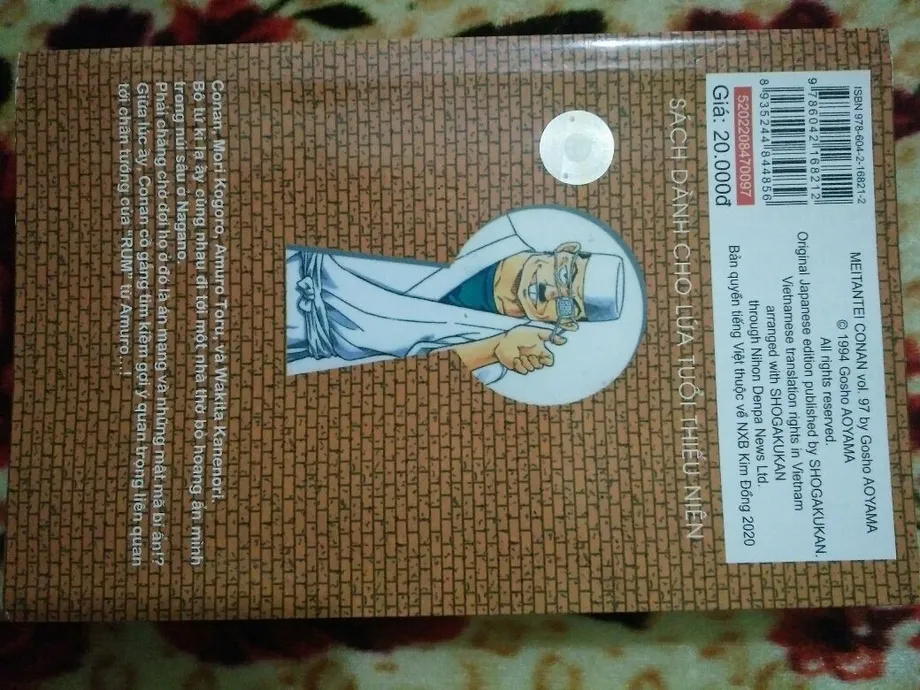 Conan, Mori Kogoro, Amuro Toru, và Wakita Kanenori.
Bộ tứ kì lạ ấy cùng nhau đi tới một nhà thờ bỏ hoang ẩn mình
trong núi sâu ở Nagano.
Phải chăng chờ đợi họ ở đó là án mạng và những mật mã bí ẩn!?
Giữa lúc ấy, Conan cố gắng tìm kiếm gợi ý quan trọng liên quan
tới chân tướng của "RUM" từ Amuro...!
SÁCH DÀNH CHO LỨA TUỔI THIẾU NIÊN
ISBN 978-604-2-16821-2
9 786042 168212
8 935244 844856
5202208470097
Giá: 20.000đ
MEITANTEI CONAN vol. 97 by Gosho AOYAMA
© 1994 Gosho AOYAMA
All rights reserved.
Original Japanese edition published by SHOGAKUKAN.
Vietnamese translation rights in Vietnam
arranged with SHOGAKUKAN
through Nihon Denpa News Ltd.
Bản quyền tiếng Việt thuộc về NXB Kim Đồng 2020